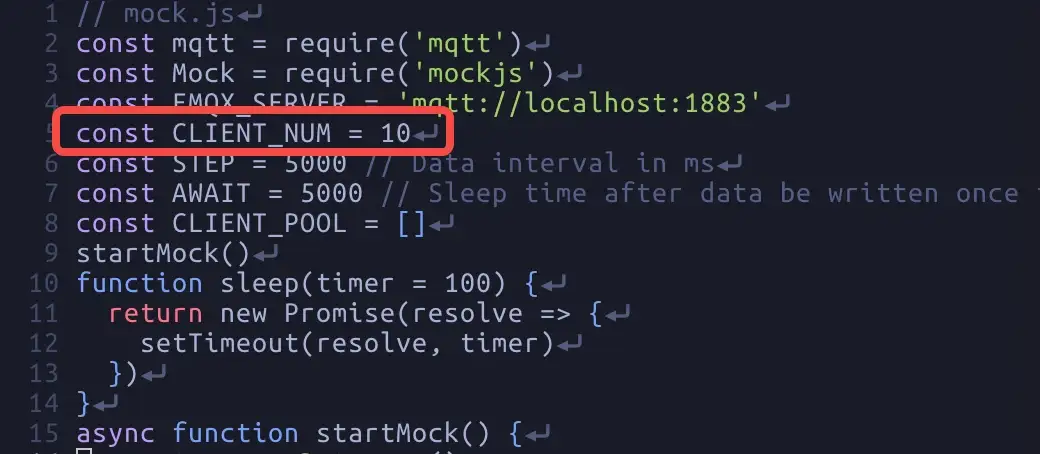 1 // mock.js
2 const mqtt = require('mqtt')
3 const Mock = require('mockjs')
4 const EMQX_SERVER = 'mqtt://localhost:1883'
5 const CLIENT_NUM = 10
6 const STEP = 5000 // Data interval in ms
7 const AWAIT = 5000 // Sleep time after data be written once
8 const CLIENT_POOL = []
9 startMock()
10 function sleep(timer = 100) {
11 return new Promise(resolve => {
12 setTimeout(resolve, timer)
13 })
14 }
15 async function startMock() {